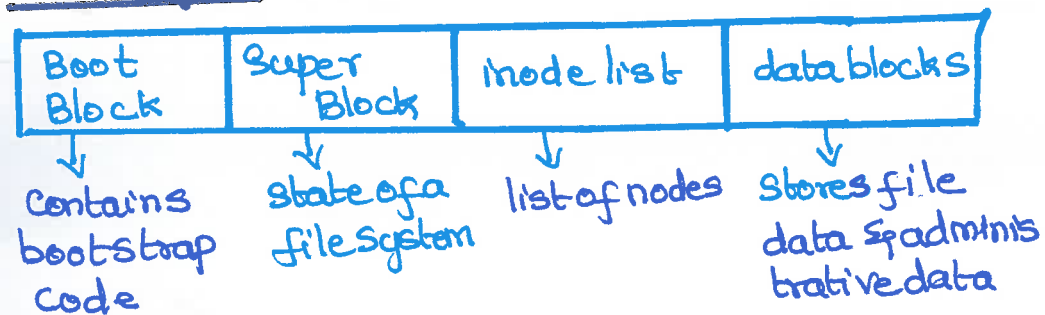 Boot
Block
Super
Block
inode list
data blocks
contains
bootstrap
code
state of a
file system
list of nodes
stores file
data & adminis
trative data